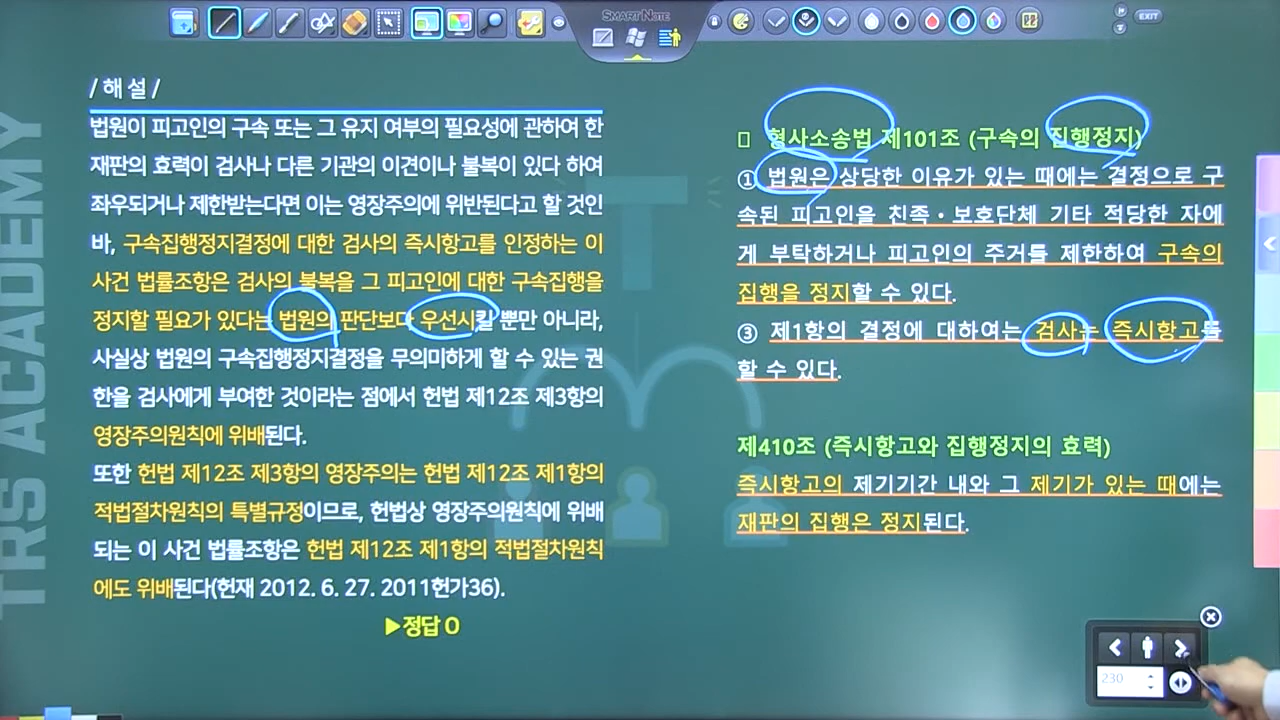 SMARTNOTE
EXIT
/ 해 설 /
법원이 피고인의 구속 또는 그 유지 여부의 필요성에 관하여 한
재판의 효력이 검사나 다른 기관의 이견이나 불복이 있다 하여
좌우되거나 제한받는다면 이는 영장주의에 위반된다고 할 것인
바, 구속집행정지결정에 대한 검사의 즉시항고를 인정하는 이
사건 법률조항은 검사의 불복을 그 피고인에 대한 구속집행을
정지할 필요가 있다는 법원의 판단보다 우선시킬 뿐만 아니라,
사실상 법원의 구속집행정지결정을 무의미하게 할 수 있는 권
한을 검사에게 부여한 것이라는 점에서 헌법 제12조 제3항의
영장주의원칙에 위배된다.
또한 헌법 제12조 제3항의 영장주의는 헌법 제12조 제1항의
적법절차원칙의 특별규정이므로, 헌법상 영장주의원칙에 위배
되는 이 사건 법률조항은 헌법 제12조 제1항의 적법절차원칙
에도 위배된다(헌재 2012. 6. 27. 2011헌가36).
▶정답 O
형사소송법 제101조 (구속의 집행정지)
① 법원은 상당한 이유가 있는 때에는 결정으로 구
속된 피고인을 친족·보호단체 기타 적당한 자에
게 부탁하거나 피고인의 주거를 제한하여 구속의
집행을 정지할 수 있다.
③ 제1항의 결정에 대하여는 검사는 즉시항고를
할 수 있다.
제410조 (즉시항고와 집행정지의 효력)
즉시항고의 제기기간 내와 그 제기가 있는 때에는
재판의 집행은 정지된다.
TRS ACADEMY
230